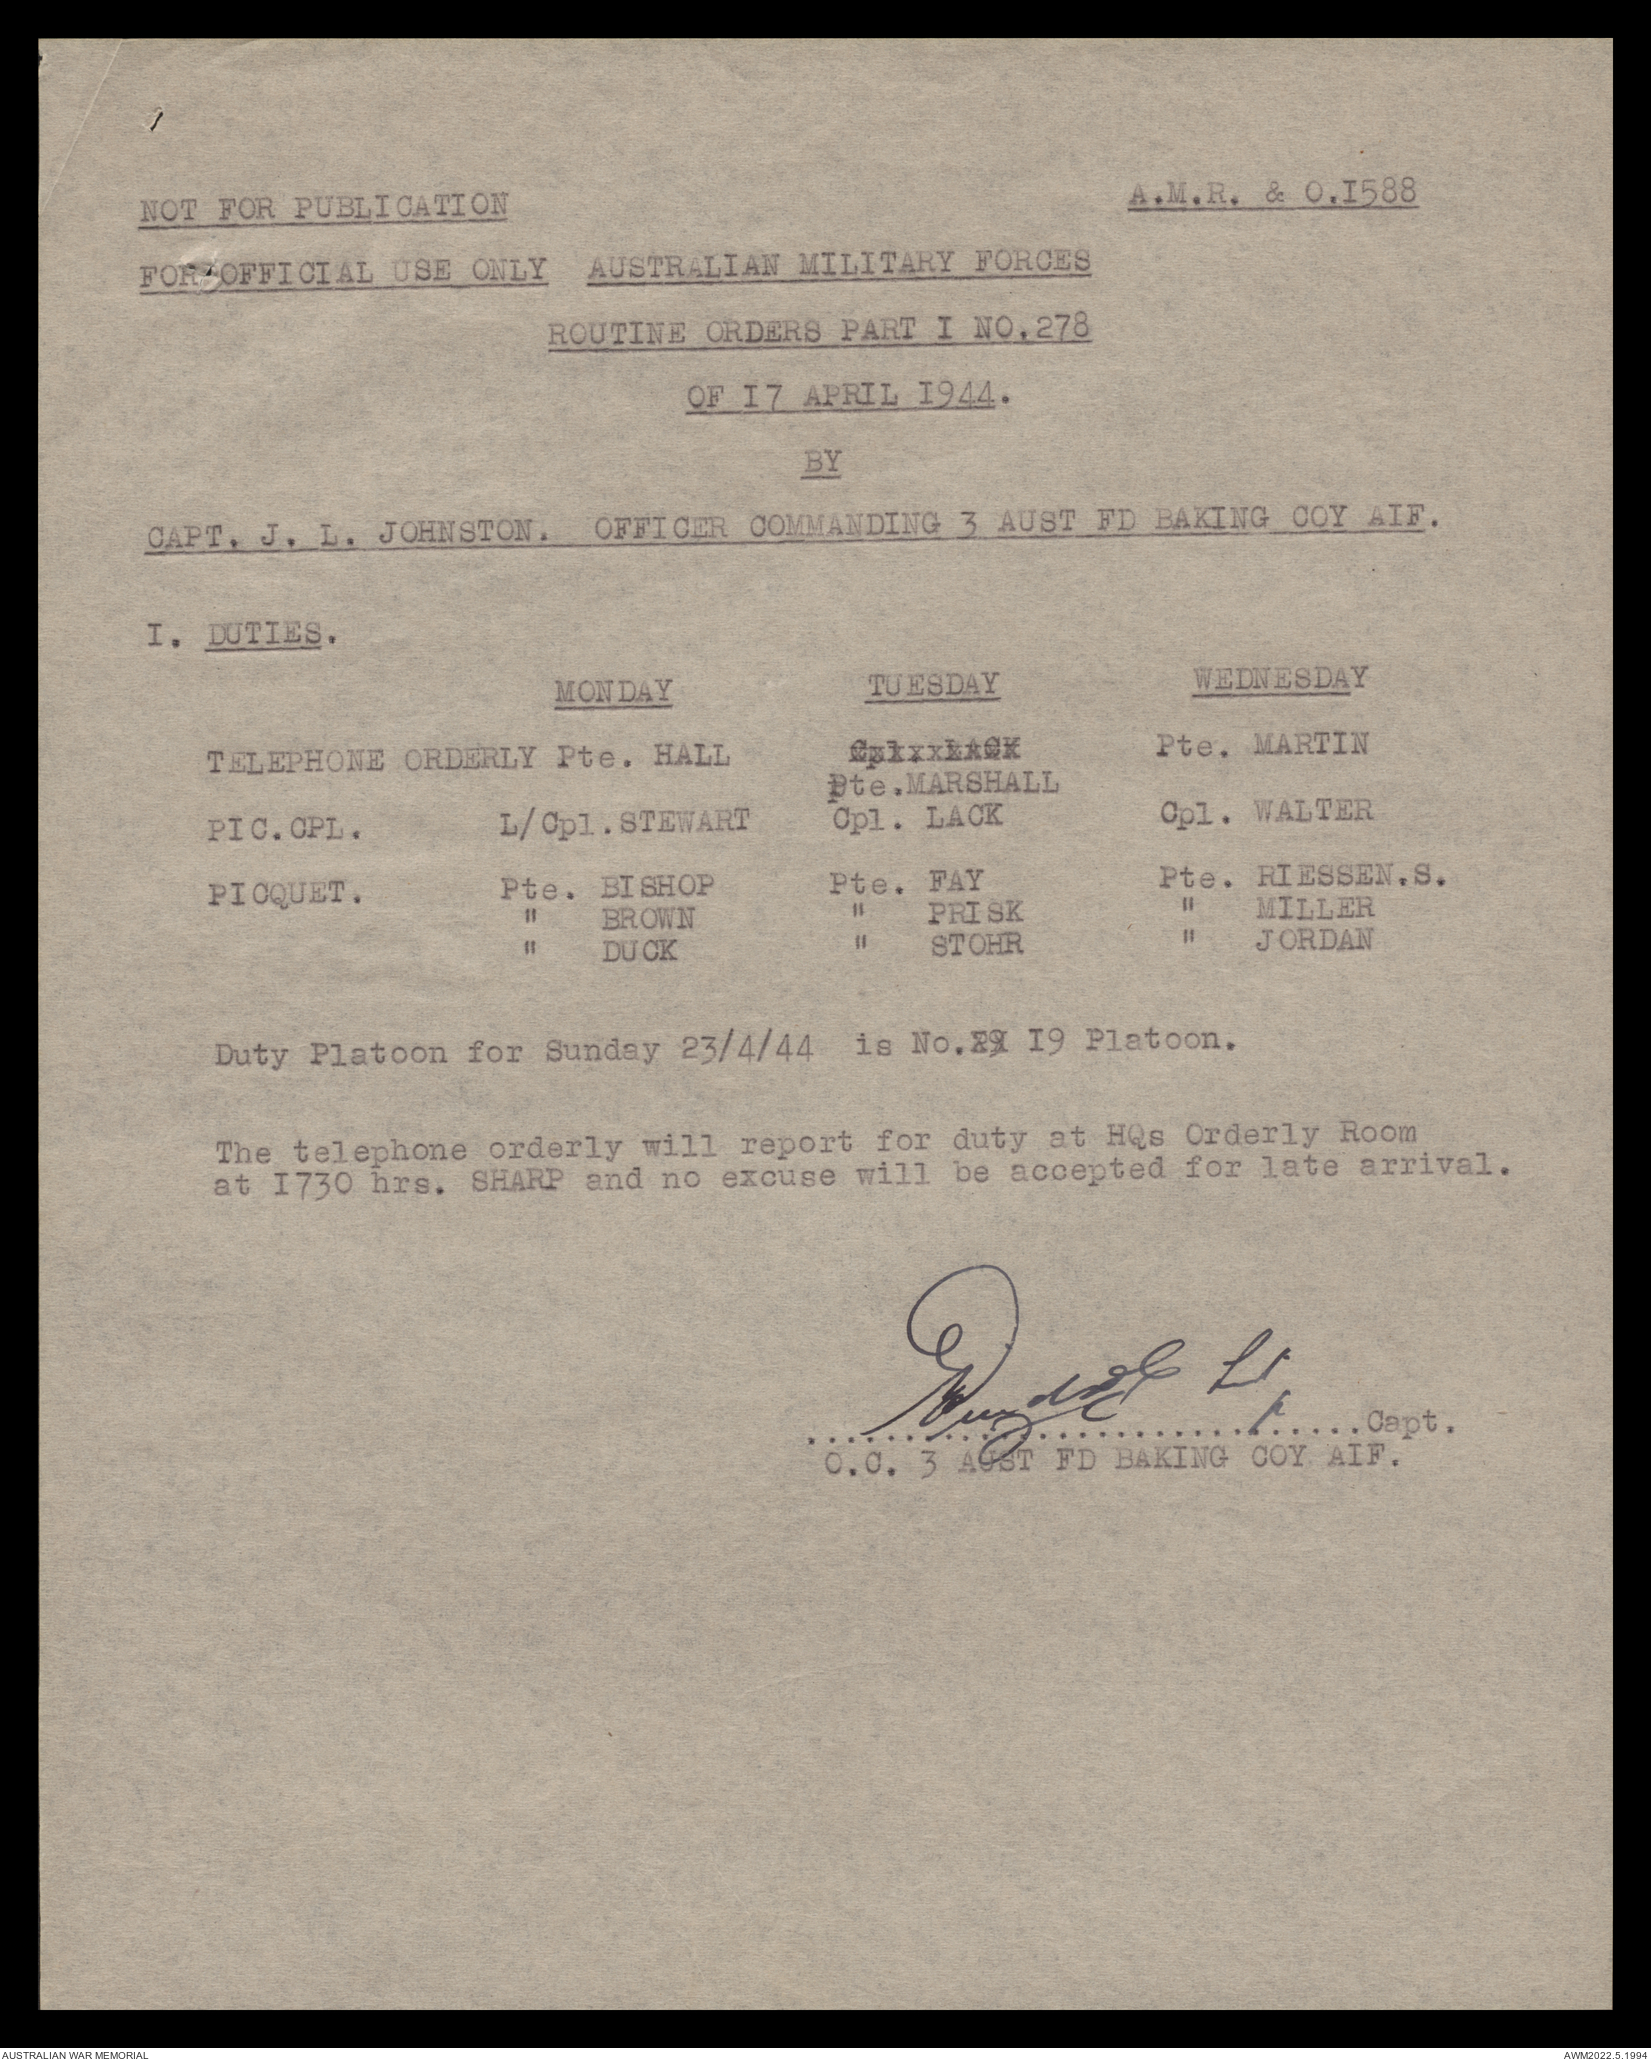 NOT FOR PUBLICATION A.M.R. & O.I588
FOR OFFICIAL USE ONLY AUSTRALIAN MILITARY FORCES
ROUTINE ORDERS PART I NO.278
OF I7 APRIL I944.
BY
CAPT. J. L. JOHNSTON. OFFICER COMMANDING 3 AUST FD BAKING COY AIF.
I. DUTIES.
MONDAY TUESDAY WEDNESDAY
TELEPHONE ORDERLY Pte. HALL Cpl. LACK Pte. MARTIN
Pte.MARSHALL
PIC.CPL. L/Cpl.STEWART Cpl. LACK Cpl. WALTER
PICQUET. Pte. BISHOP Pte. FAY Pte. RIESSEN.S.
" BROWN " PRISK " MILLER
" DUCK " STOHR " JORDAN
Duty Platoon for Sunday 23/4/44 is No. I9 Platoon.
The telephone orderly will report for duty at HQs Orderly Room
at I730 hrs. SHARP and no excuse will be accepted for late arrival.
Lt
..............................Capt.
O.C. 3 AUST FD BAKING COY AIF.
AUSTRALIAN WAR MEMORIAL AWM2022.5.1994